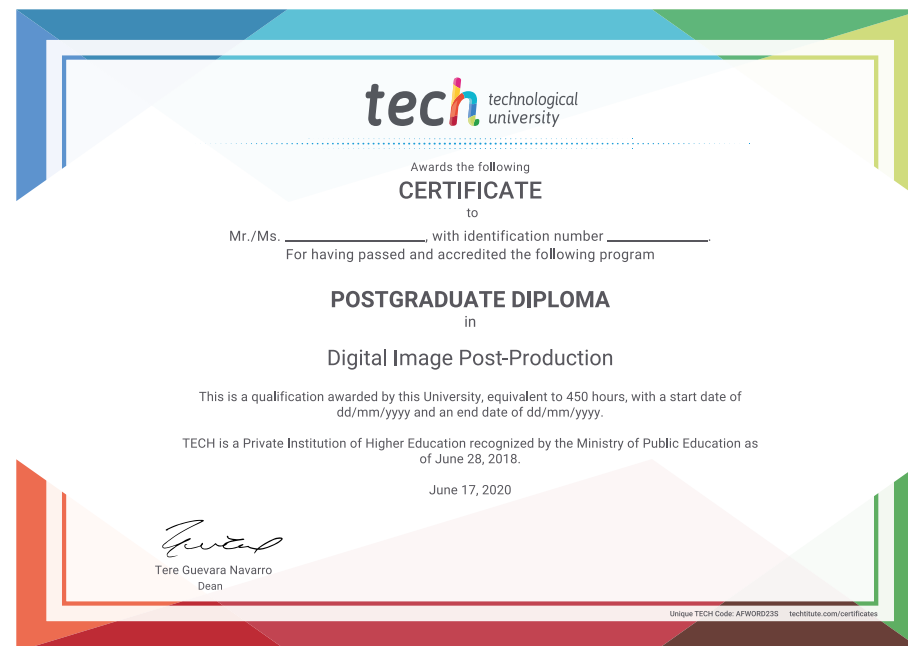 tech technological
university
Awards the following
CERTIFICATE
to
Mr./Ms. ____________________, with identification number ______________.
For having passed and accredited the following program
POSTGRADUATE DIPLOMA
in
Digital Image Post-Production
This is a qualification awarded by this University, equivalent to 450 hours, with a start date of
dd/mm/yyyy and an end date of dd/mm/yyyy.
TECH is a Private Institution of Higher Education recognized by the Ministry of Public Education as
of June 28, 2018.
June 17, 2020
Tere Guevara Navarro
Dean
Unique TECH Code: AFWORD23S techtitute.com/certificates